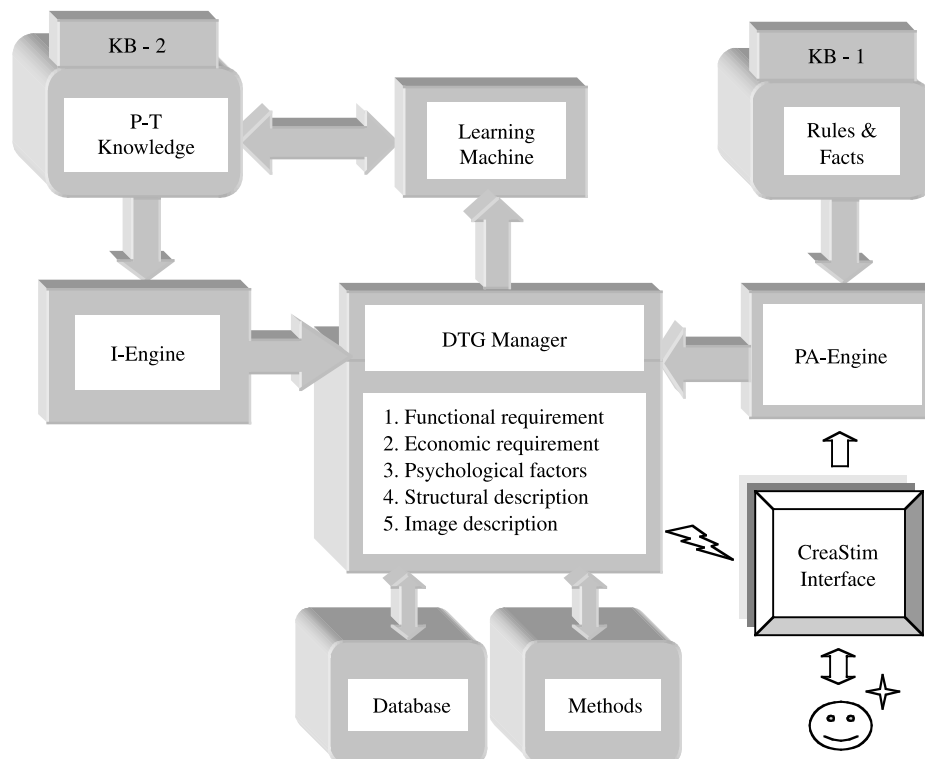 KB - 2
P-T
Knowledge
Learning
Machine
KB - 1
Rules &
Facts
I-Engine
DTG Manager
PA-Engine
1. Functional requirement
2. Economic requirement
3. Psychological factors
4. Structural description
5. Image description
CreaStim
Interface
Database
Methods